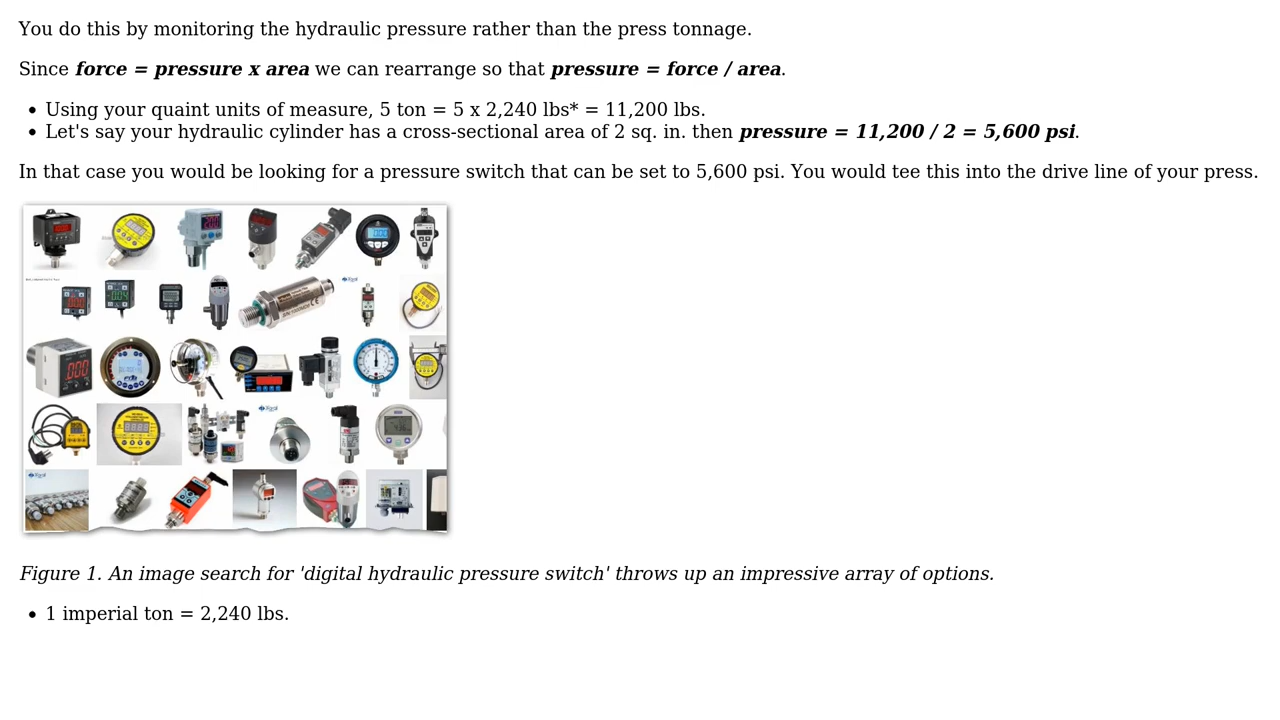 You do this by monitoring the hydraulic pressure rather than the press tonnage.
Since force = pressure x area we can rearrange so that pressure = force / area.
• Using your quaint units of measure, 5 ton = 5 x 2,240 lbs* = 11,200 lbs.
• Let's say your hydraulic cylinder has a cross-sectional area of 2 sq. in. then pressure = 11,200 / 2 = 5,600 psi.
In that case you would be looking for a pressure switch that can be set to 5,600 psi. You would tee this into the drive line of your press.
Figure 1. An image search for 'digital hydraulic pressure switch' throws up an impressive array of options.
• 1 imperial ton = 2,240 lbs.